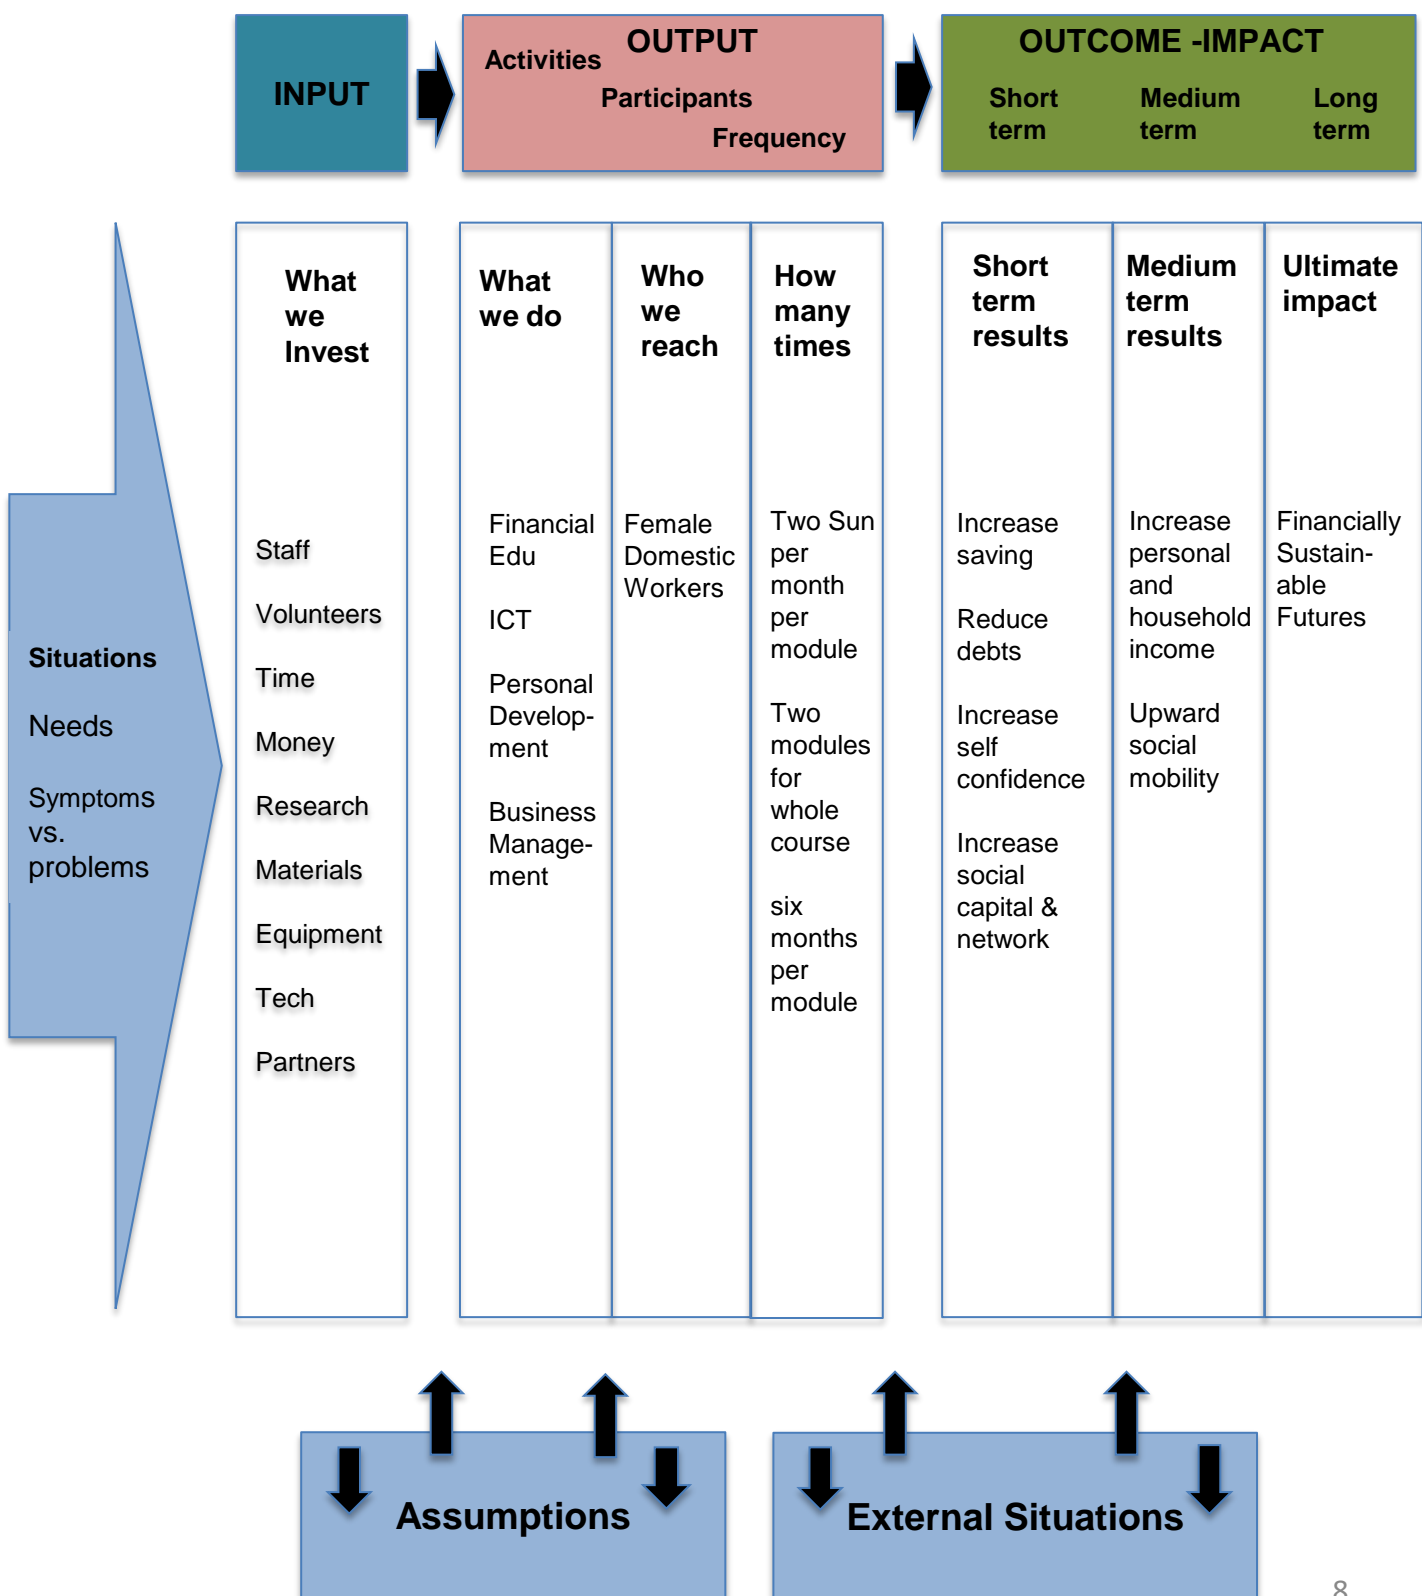 INPUT
Activities
OUTPUT
Participants
Frequency
OUTCOME -IMPACT
Short
term
Medium
term
Long
term
Situations
Needs
Symptoms
vs.
problems
What
we
Invest
Staff
Volunteers
Time
Money
Research
Materials
Equipment
Tech
Partners
What
we do
Financial
Edu
ICT
Personal
Develop-
ment
Business
Manage-
ment
Who
we
reach
Female
Domestic
Workers
How
many
times
Two Sun
per
month
per
module
Two
modules
for
whole
course
six
months
per
module
Short
term
results
Increase
saving
Reduce
debts
Increase
self
confidence
Increase
social
capital &
network
Medium
term
results
Increase
personal
and
household
income
Upward
social
mobility
Ultimate
impact
Financially
Sustain-
able
Futures
Assumptions
External Situations
8